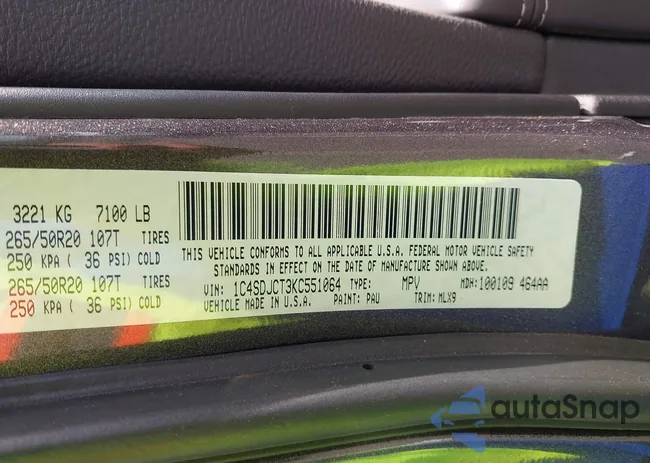 3221 KG 7100 LB
265/50R20 107T TIRES
250 KPA ( 36 PSI) COLD
265/50R20 107T TIRES
250 KPA ( 36 PSI) COLD
THIS VEHICLE CONFORMS TO ALL APPLICABLE U.S.A. FEDERAL MOTOR VEHICLE SAFETY
STANDARDS IN EFFECT ON THE DATE OF MANUFACTURE SHOWN ABOVE.
VIN: 1C4SDJCT3KC551064 TYPE: MPV MDH: 100109 464AA
VEHICLE MADE IN U.S.A. PAINT: PAU TRIM: MLX9
autoSnap